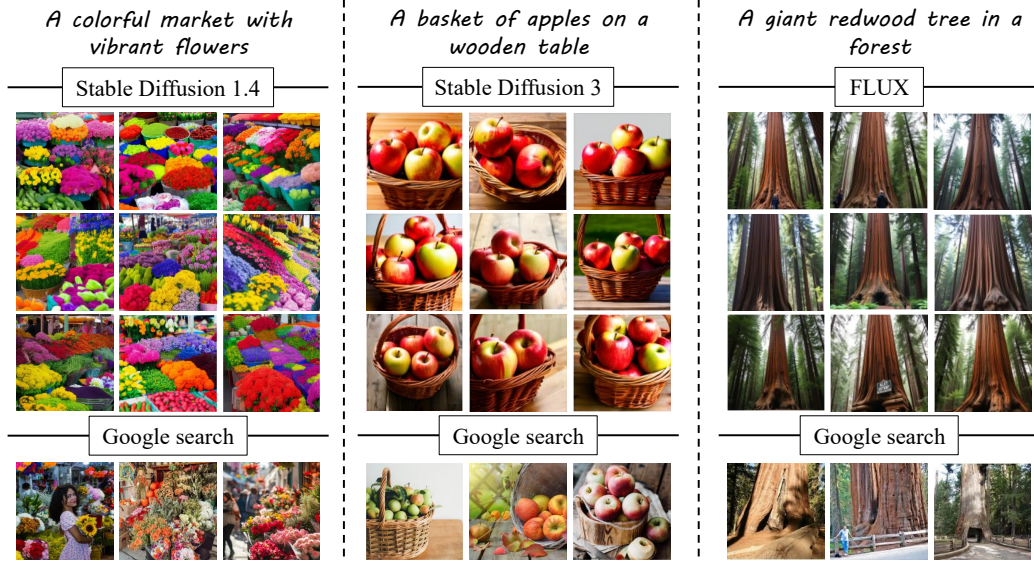 A colorful market with
vibrant flowers
Stable Diffusion 1.4
Google search
A basket of apples on a
wooden table
Stable Diffusion 3
Google search
A giant redwood tree in a
forest
FLUX
Google search